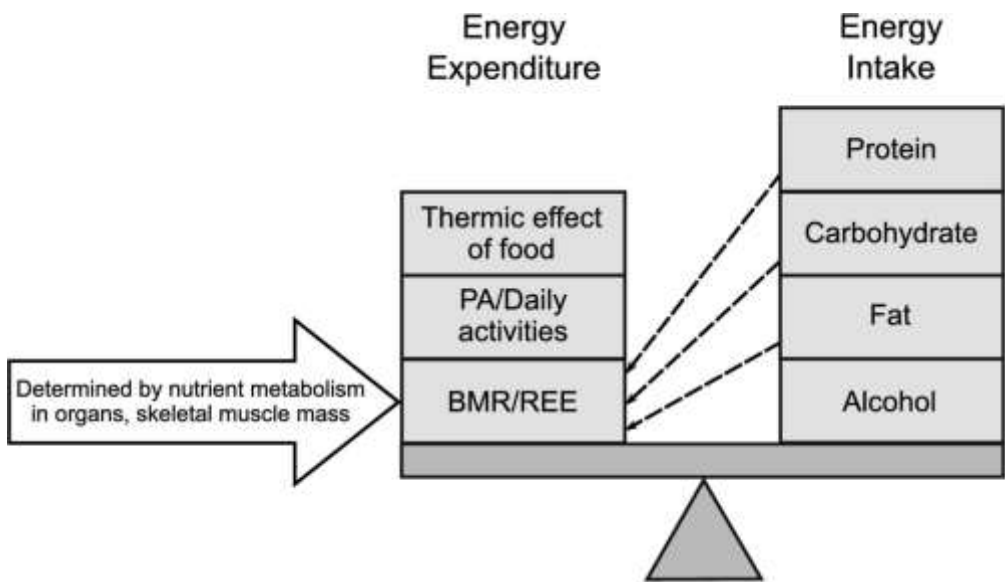 Energy
Expenditure
Energy
Intake
Thermic effect
of food
PA/Daily
activities
BMR/REE
Protein
Carbohydrate
Fat
Alcohol
Determined by nutrient metabolism
in organs, skeletal muscle mass